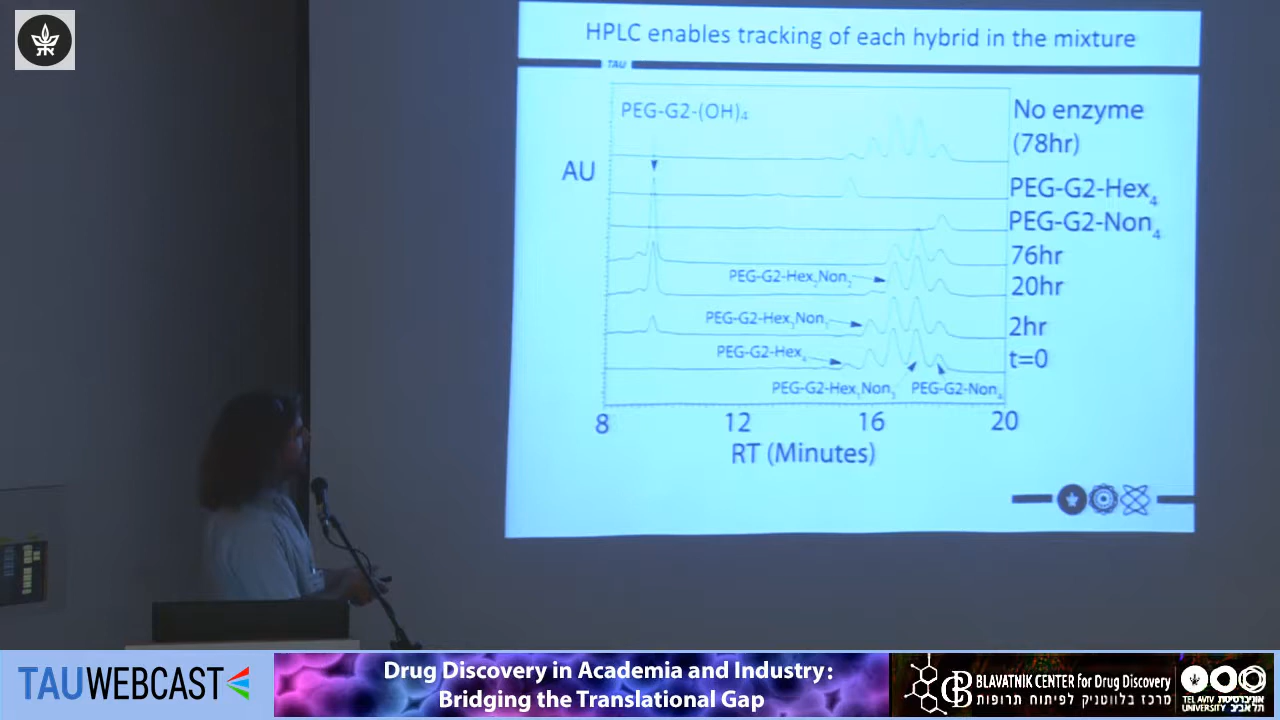 HPLC enables tracking of each hybrid in the mixture
TAU
PEG-G2-(OH)₄
No enzyme
(78hr)
AU
PEG-G2-Hex₄
PEG-G2-Non₄
76hr
PEG-G2-Hex₂Non₂
20hr
PEG-G2-Hex₃Non₁
2hr
PEG-G2-Hex₄
t=0
PEG-G2-Hex₁Non₃
PEG-G2-Non₄
8 12 16 20
RT (Minutes)
TAUWEBCAST
Drug Discovery in Academia and Industry:
Bridging the Translational Gap
BLAVATNIK CENTER for Drug Discovery
מרכז בלווטניק לפיתוח תרופות
TEL AVIV אוניברסיטת
UNIVERSITY תל אביב